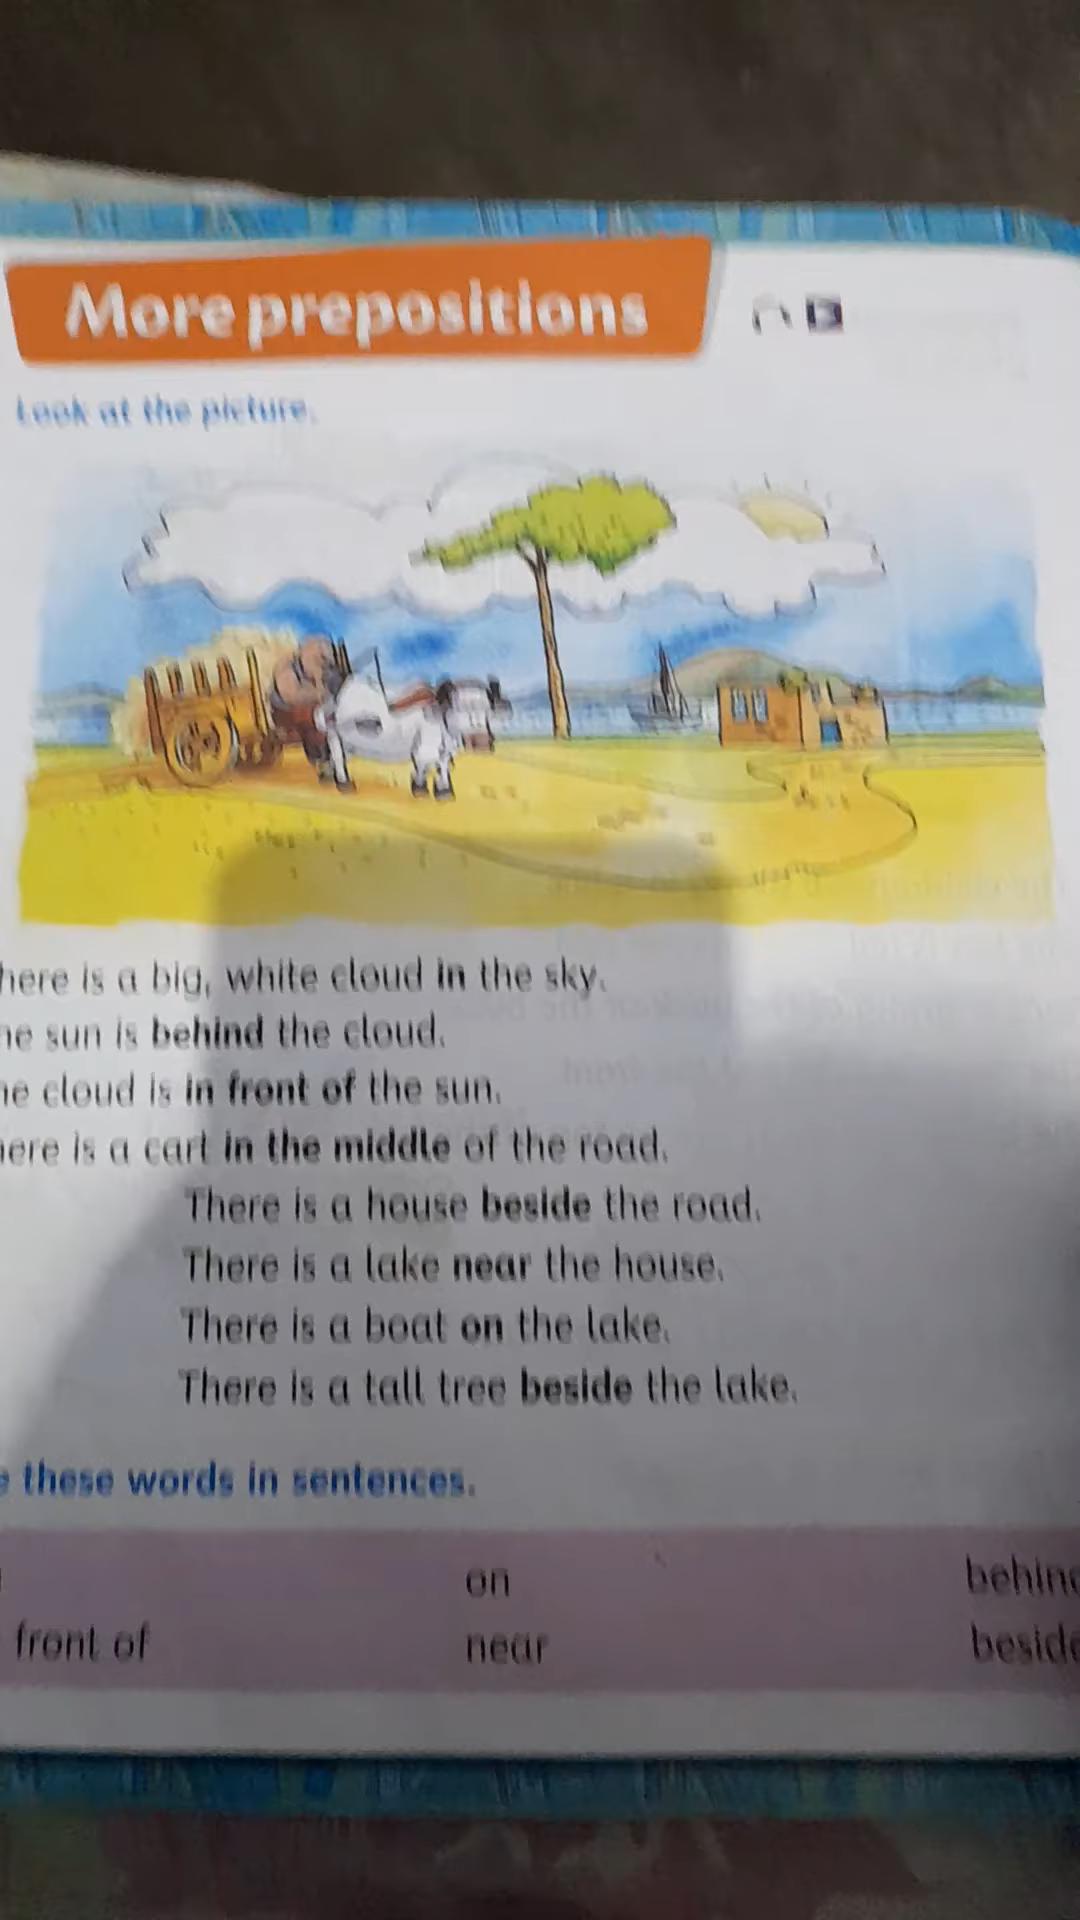 More prepositions
Look at the picture.
here is a big, white cloud in the sky.
he sun is behind the cloud.
he cloud is in front of the sun.
here is a cart in the middle of the road.
There is a house beside the road.
There is a lake near the house.
There is a boat on the lake.
There is a tall tree beside the lake.
e these words in sentences.
on behind
front of near beside